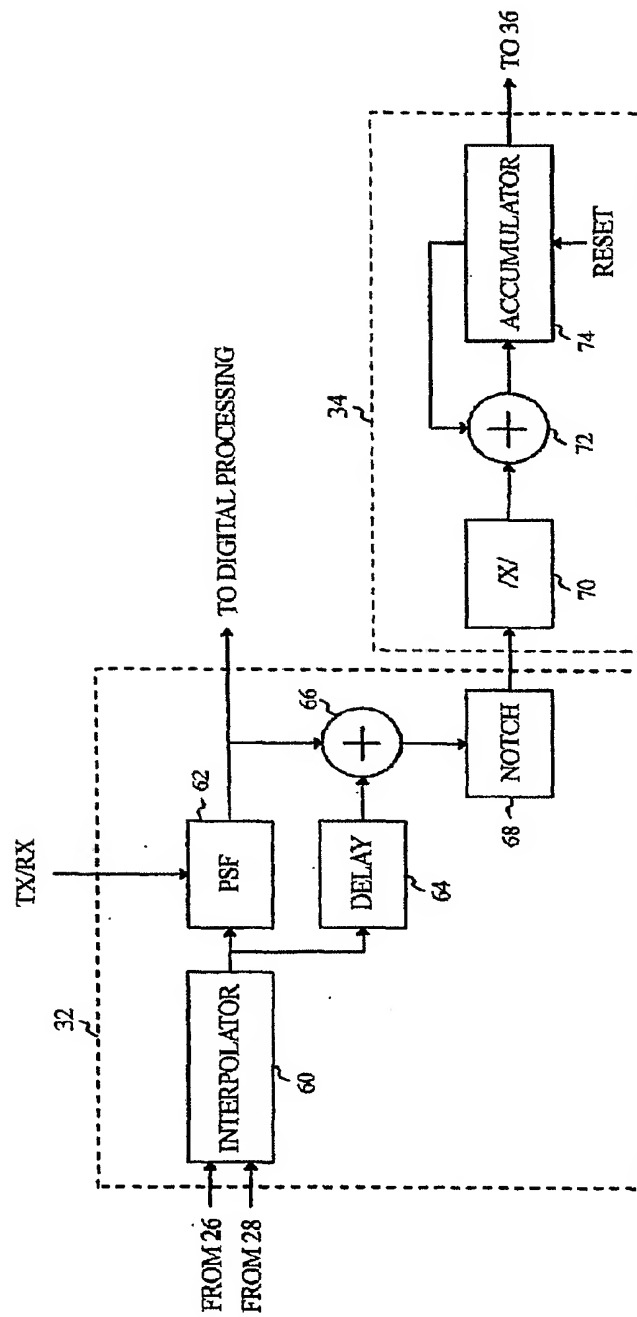 FROM 26
FROM 28
32
INTERPOLATOR
60
TX/RX
PSF
62
DELAY
64
66
+
TO DIGITAL PROCESSING
NOTCH
68
34
/X/
70
+
72
ACCUMULATOR
74
RESET
TO 36